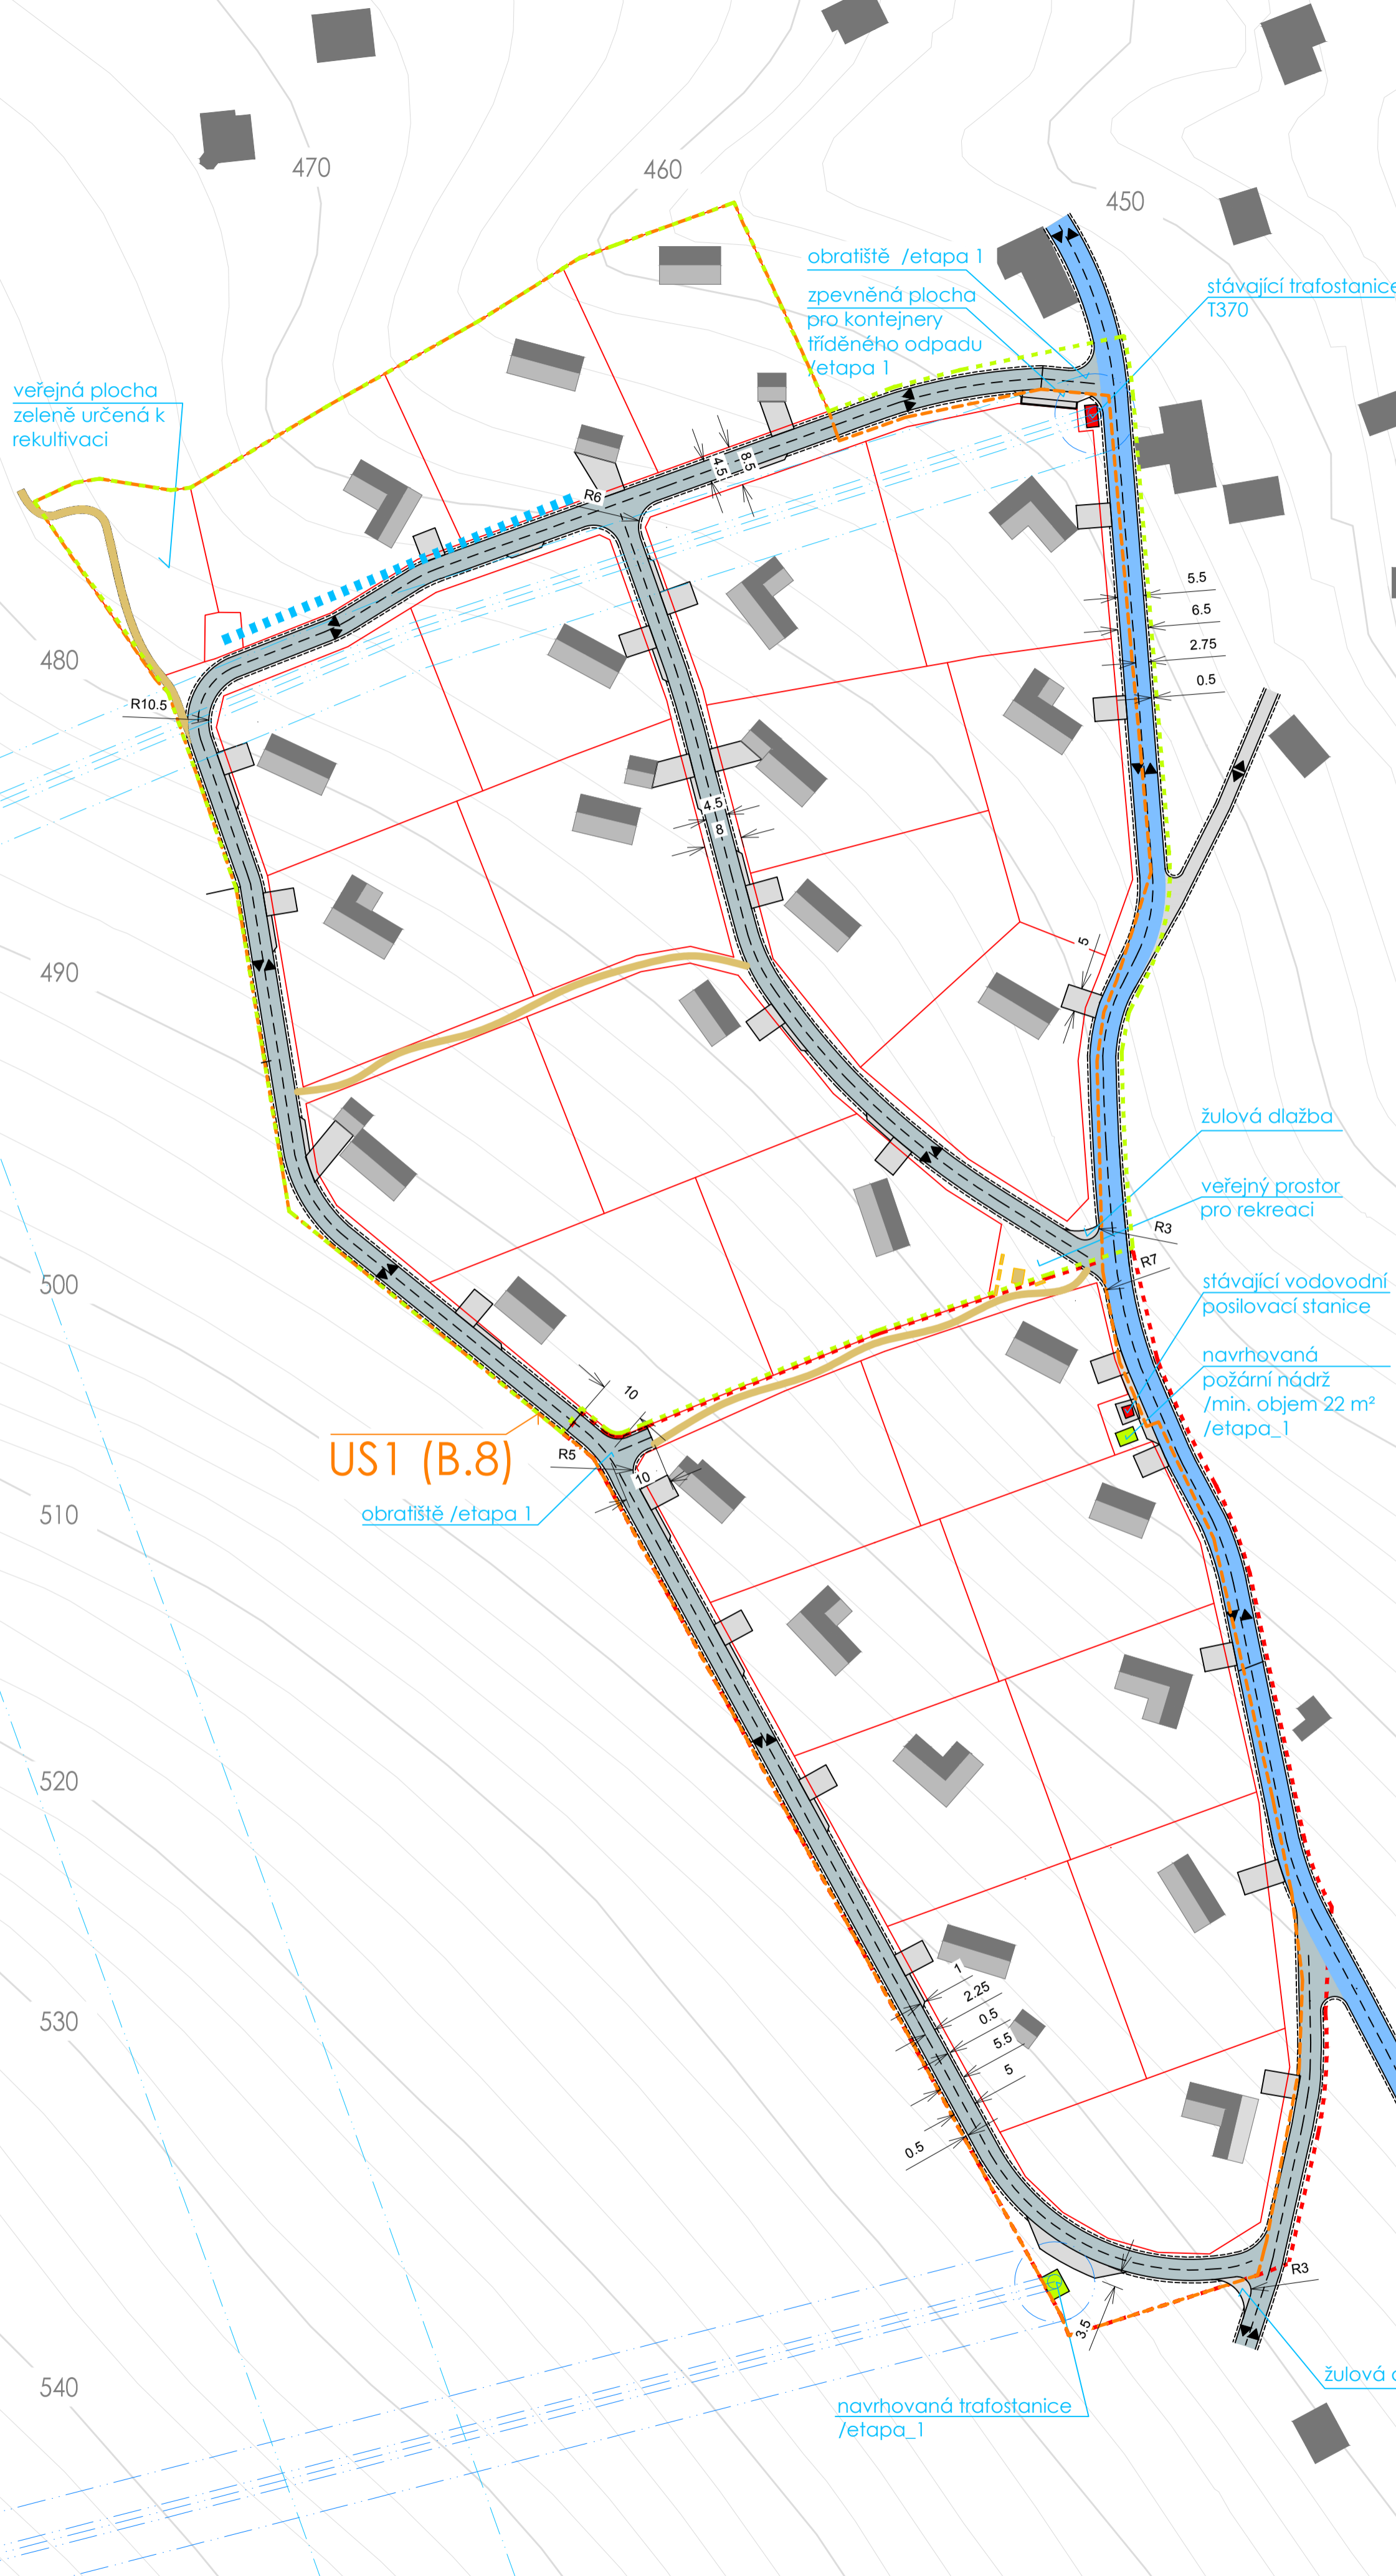 470
460
450
obratiště /etapa 1
zpevněná plocha
pro kontejnery
tříděného odpadu
/etapa 1
stávající trafostanice
T370
veřejná plocha
zeleně určená k
rekultivaci
4.5
8.5
R6
5.5
6.5
2.75
0.5
480
R10.5
4.5
8
5
490
žulová dlažba
veřejný prostor
pro rekreaci
R3
R7
500
stávající vodovodní
posilovací stanice
navrhovaná
požární nádrž
/min. objem 22 m²
/etapa_1
10
US1 (B.8)
R5
10
obratiště /etapa 1
510
520
530
1
2.25
0.5
5.5
5
0.5
R3
3.5
540
žulová
navrhovaná trafostanice
/etapa_1